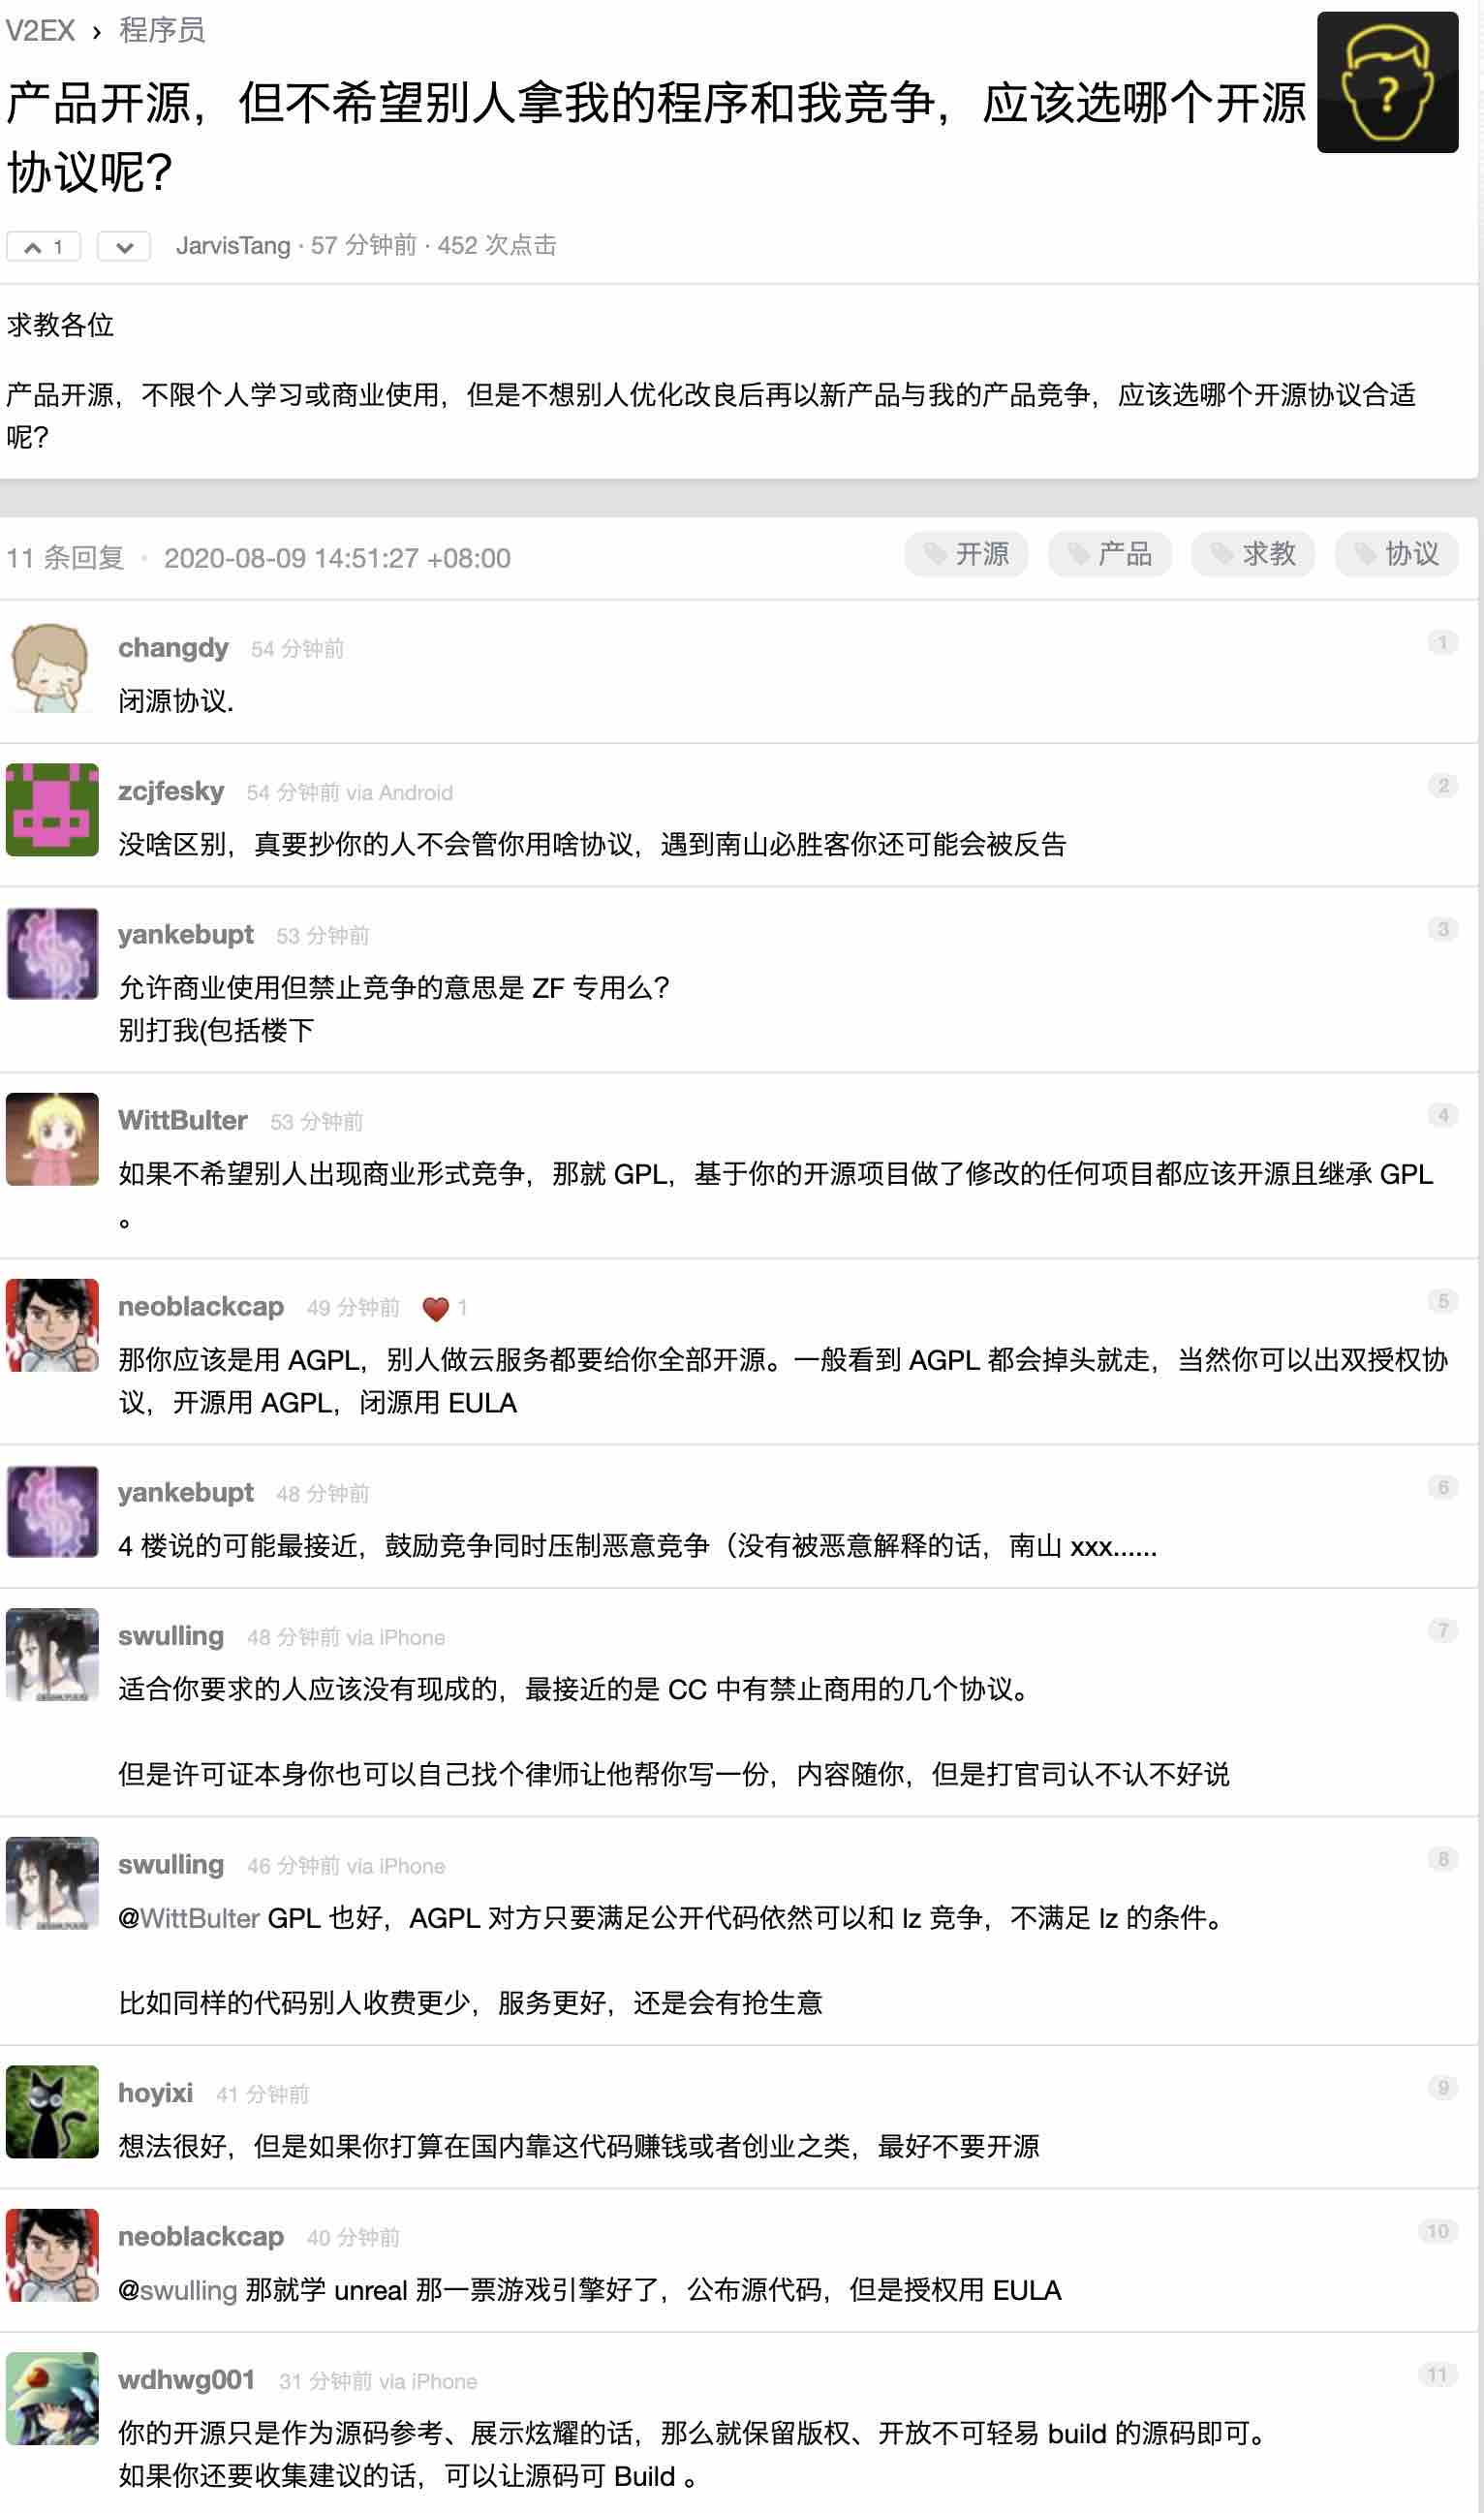 V2EX › 程序员
产品开源，但不希望别人拿我的程序和我竞争，应该选哪个开源
协议呢？
1 JarvisTang · 57 分钟前 · 452 次点击
求教各位
产品开源，不限个人学习或商业使用，但是不想别人优化改良后再以新产品与我的产品竞争，应该选哪个开源协议合适
呢？
11 条回复 • 2020-08-09 14:51:27 +08:00 开源 产品 求教 协议
changdy 54 分钟前 1
闭源协议.
zcjfesky 54 分钟前 via Android 2
没啥区别，真要抄你的人不会管你用啥协议，遇到南山必胜客你还可能会被反告
yankebupt 53 分钟前 3
允许商业使用但禁止竞争的意思是 ZF 专用么？
别打我(包括楼下
WittBulter 53 分钟前 4
如果不希望别人出现商业形式竞争，那就 GPL，基于你的开源项目做了修改的任何项目都应该开源且继承 GPL
。
neoblackcap 49 分钟前 ❤️ 1 5
那你应该是用 AGPL，别人做云服务都要给你全部开源。一般看到 AGPL 都会掉头就走，当然你可以出双授权协
议，开源用 AGPL，闭源用 EULA
yankebupt 48 分钟前 6
4 楼说的可能最接近，鼓励竞争同时压制恶意竞争（没有被恶意解释的话，南山 xxx......
swulling 48 分钟前 via iPhone 7
适合你要求的人应该没有现成的，最接近的是 CC 中有禁止商用的几个协议。
但是许可证本身你也可以自己找个律师让他帮你写一份，内容随你，但是打官司认不认不好说
swulling 46 分钟前 via iPhone 8
@WittBulter GPL 也好，AGPL 对方只要满足公开代码依然可以和 lz 竞争，不满足 lz 的条件。
比如同样的代码别人收费更少，服务更好，还是会有抢生意
hoyixi 41 分钟前 9
想法很好，但是如果你打算在国内靠这代码赚钱或者创业之类，最好不要开源
neoblackcap 40 分钟前 10
@swulling 那就学 unreal 那一票游戏引擎好了，公布源代码，但是授权用 EULA
wdhwg001 31 分钟前 via iPhone 11
你的开源只是作为源码参考、展示炫耀的话，那么就保留版权、开放不可轻易 build 的源码即可。
如果你还要收集建议的话，可以让源码可 Build 。